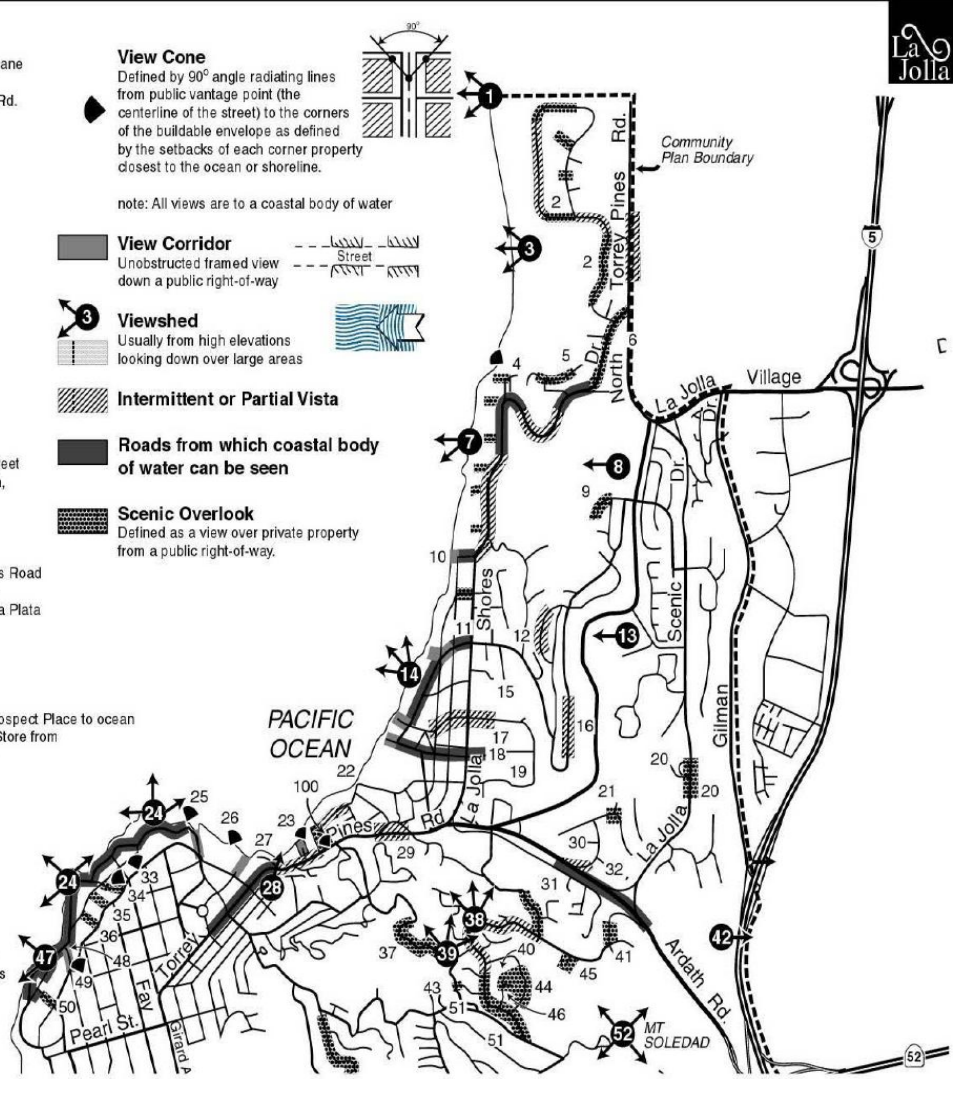 La
Jolla
ane
Rd.
eet
,
s Road
a Plata
ospect Place to ocean
Store from
s
View Cone
Defined by 90° angle radiating lines
from public vantage point (the
centerline of the street) to the corners
of the buildable envelope as defined
by the setbacks of each corner property
closest to the ocean or shoreline.
note: All views are to a coastal body of water
90°
View Corridor
Unobstructed framed view
down a public right-of-way
Street
3
Viewshed
Usually from high elevations
looking down over large areas
Intermittent or Partial Vista
Roads from which coastal body
of water can be seen
Scenic Overlook
Defined as a view over private property
from a public right-of-way.
1
Community
Plan Boundary
North Torrey Pines Rd.
2
3
2
5
6
4
5
Dr.
La Jolla Village
Dr.
7
8
9
Dr.
10
La Jolla Shores
11
12
13
La Jolla Scenic
14
15
16
17
18
19
20
20
Gilman
PACIFIC
OCEAN
22
100
23
24
25
26
27
28
Torrey Pines Rd
29
21
30
31
32
24
33
34
35
36
48
47
49
50
Pearl St.
Fay
Girard A
37
38
39
40
41
42
43
44
45
46
51
51
52
MT
SOLEDAD
Ardath Rd.
52